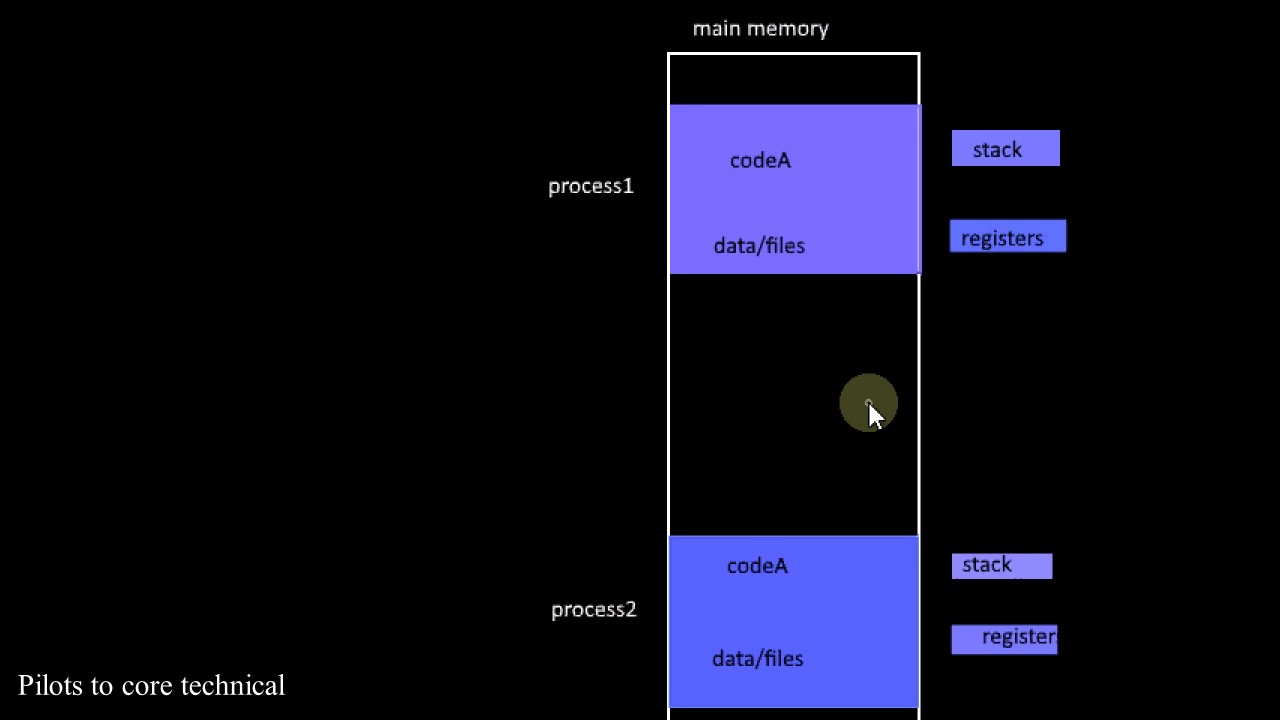 main memory
codeA
stack
process1
registers
data/files
codeA
stack
process2
register
data/files
Pilots to core technical